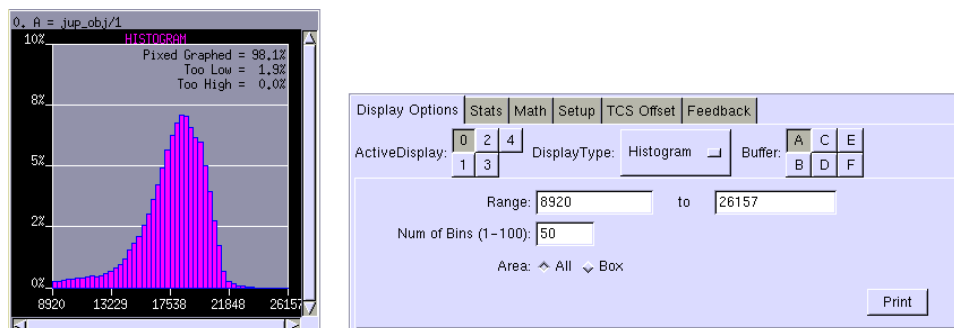 0. A = jup_obj/1
HISTOGRAM
10%
Pixed Graphed = 98.1%
Too Low = 1.9%
Too High = 0.0%
8%
5%
2%
0%
8920 13229 17538 21848 26157
Display Options Stats Math Setup TCS Offset Feedback
ActiveDisplay: 0 2 4 1 3 DisplayType: Histogram Buffer: A C E B D F
Range: 8920 to 26157
Num of Bins (1-100): 50
Area: All Box
Print